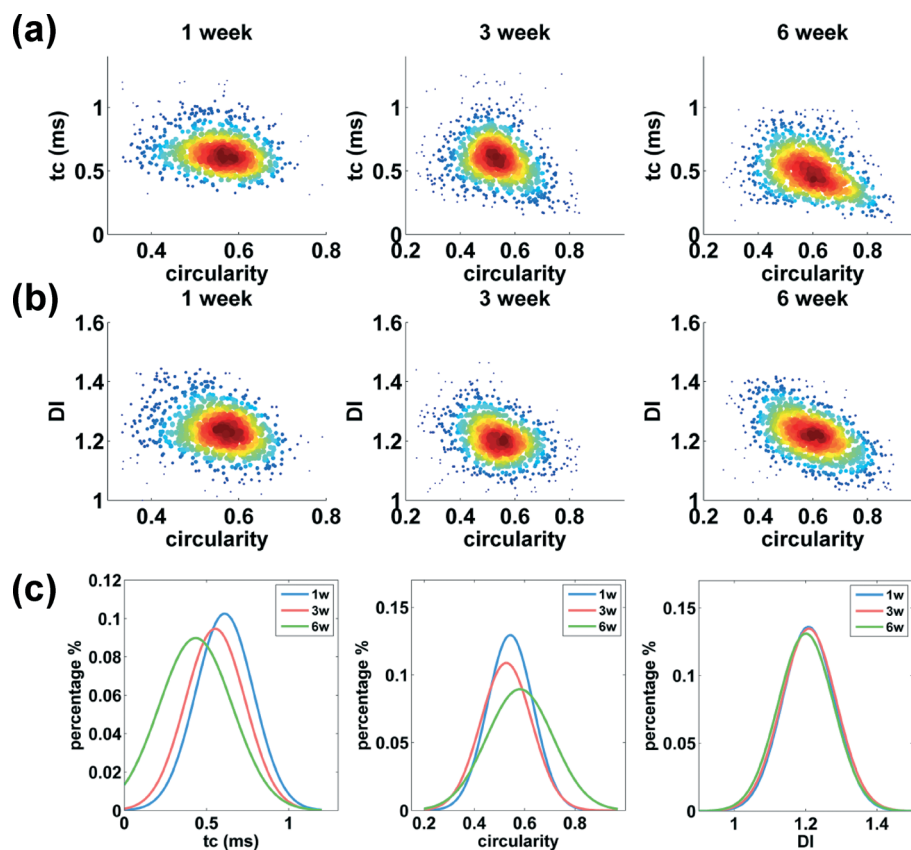 (a)
1 week
3 week
6 week
tc (ms)
1
0.5
0
0.4
0.6
0.8
circularity
tc (ms)
1
0.5
0
0.2
0.4
0.6
0.8
circularity
tc (ms)
1
0.5
0
0.2
0.4
0.6
0.8
circularity
(b)
1 week
3 week
6 week
DI
1.6
1.4
1.2
1
0.4
0.6
0.8
circularity
DI
1.6
1.4
1.2
1
0.2
0.4
0.6
0.8
circularity
DI
1.6
1.4
1.2
1
0.2
0.4
0.6
0.8
circularity
(c)
percentage %
0.12
0.1
0.08
0.06
0.04
0.02
0
0
0.5
1
tc (ms)
1w
3w
6w
percentage %
0.15
0.1
0.05
0
0.2
0.4
0.6
0.8
circularity
1w
3w
6w
percentage %
0.15
0.1
0.05
0
1
1.2
1.4
DI
1w
3w
6w